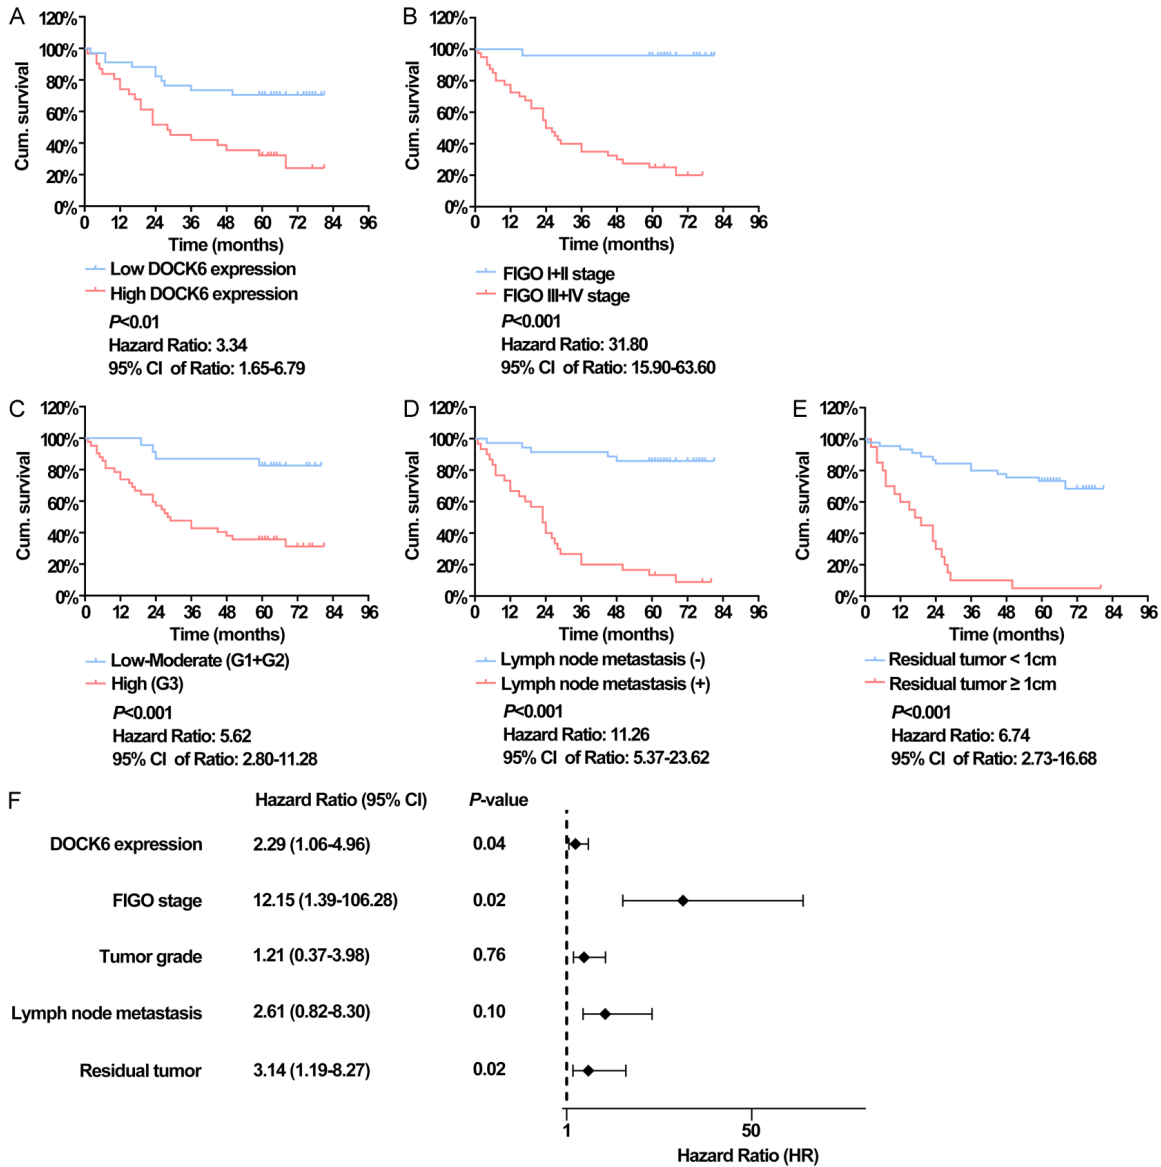 A
120%
100%
80%
60%
40%
20%
0%
Cum. survival
0 12 24 36 48 60 72 84 96
Time (months)
Low DOCK6 expression
High DOCK6 expression
P<0.01
Hazard Ratio: 3.34
95% CI of Ratio: 1.65-6.79
B
120%
100%
80%
60%
40%
20%
0%
Cum. survival
0 12 24 36 48 60 72 84 96
Time (months)
FIGO I+II stage
FIGO III+IV stage
P<0.001
Hazard Ratio: 31.80
95% CI of Ratio: 15.90-63.60
C
120%
100%
80%
60%
40%
20%
0%
Cum. survival
0 12 24 36 48 60 72 84 96
Time (months)
Low-Moderate (G1+G2)
High (G3)
P<0.001
Hazard Ratio: 5.62
95% CI of Ratio: 2.80-11.28
D
120%
100%
80%
60%
40%
20%
0%
Cum. survival
0 12 24 36 48 60 72 84 96
Time (months)
Lymph node metastasis (-)
Lymph node metastasis (+)
P<0.001
Hazard Ratio: 11.26
95% CI of Ratio: 5.37-23.62
E
120%
100%
80%
60%
40%
20%
0%
Cum. survival
0 12 24 36 48 60 72 84 96
Time (months)
Residual tumor < 1cm
Residual tumor ≥ 1cm
P<0.001
Hazard Ratio: 6.74
95% CI of Ratio: 2.73-16.68
F
Hazard Ratio (95% CI) P-value
DOCK6 expression 2.29 (1.06-4.96) 0.04
FIGO stage 12.15 (1.39-106.28) 0.02
Tumor grade 1.21 (0.37-3.98) 0.76
Lymph node metastasis 2.61 (0.82-8.30) 0.10
Residual tumor 3.14 (1.19-8.27) 0.02
1 50
Hazard Ratio (HR)